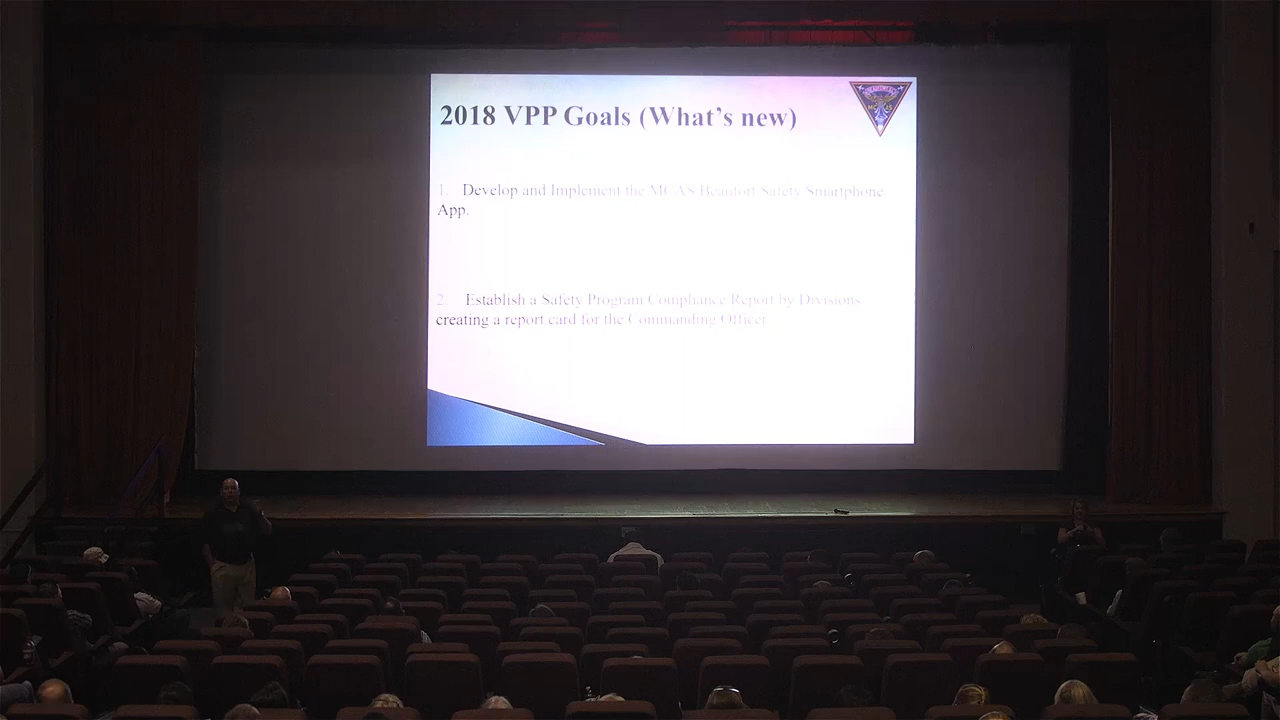 2018 VPP Goals (What's new)
1. Develop and Implement the MCAS Beaufort Safety Smartphone
App.
2. Establish a Safety Program Compliance Report by Divisions
creating a report card for the Commanding Officer